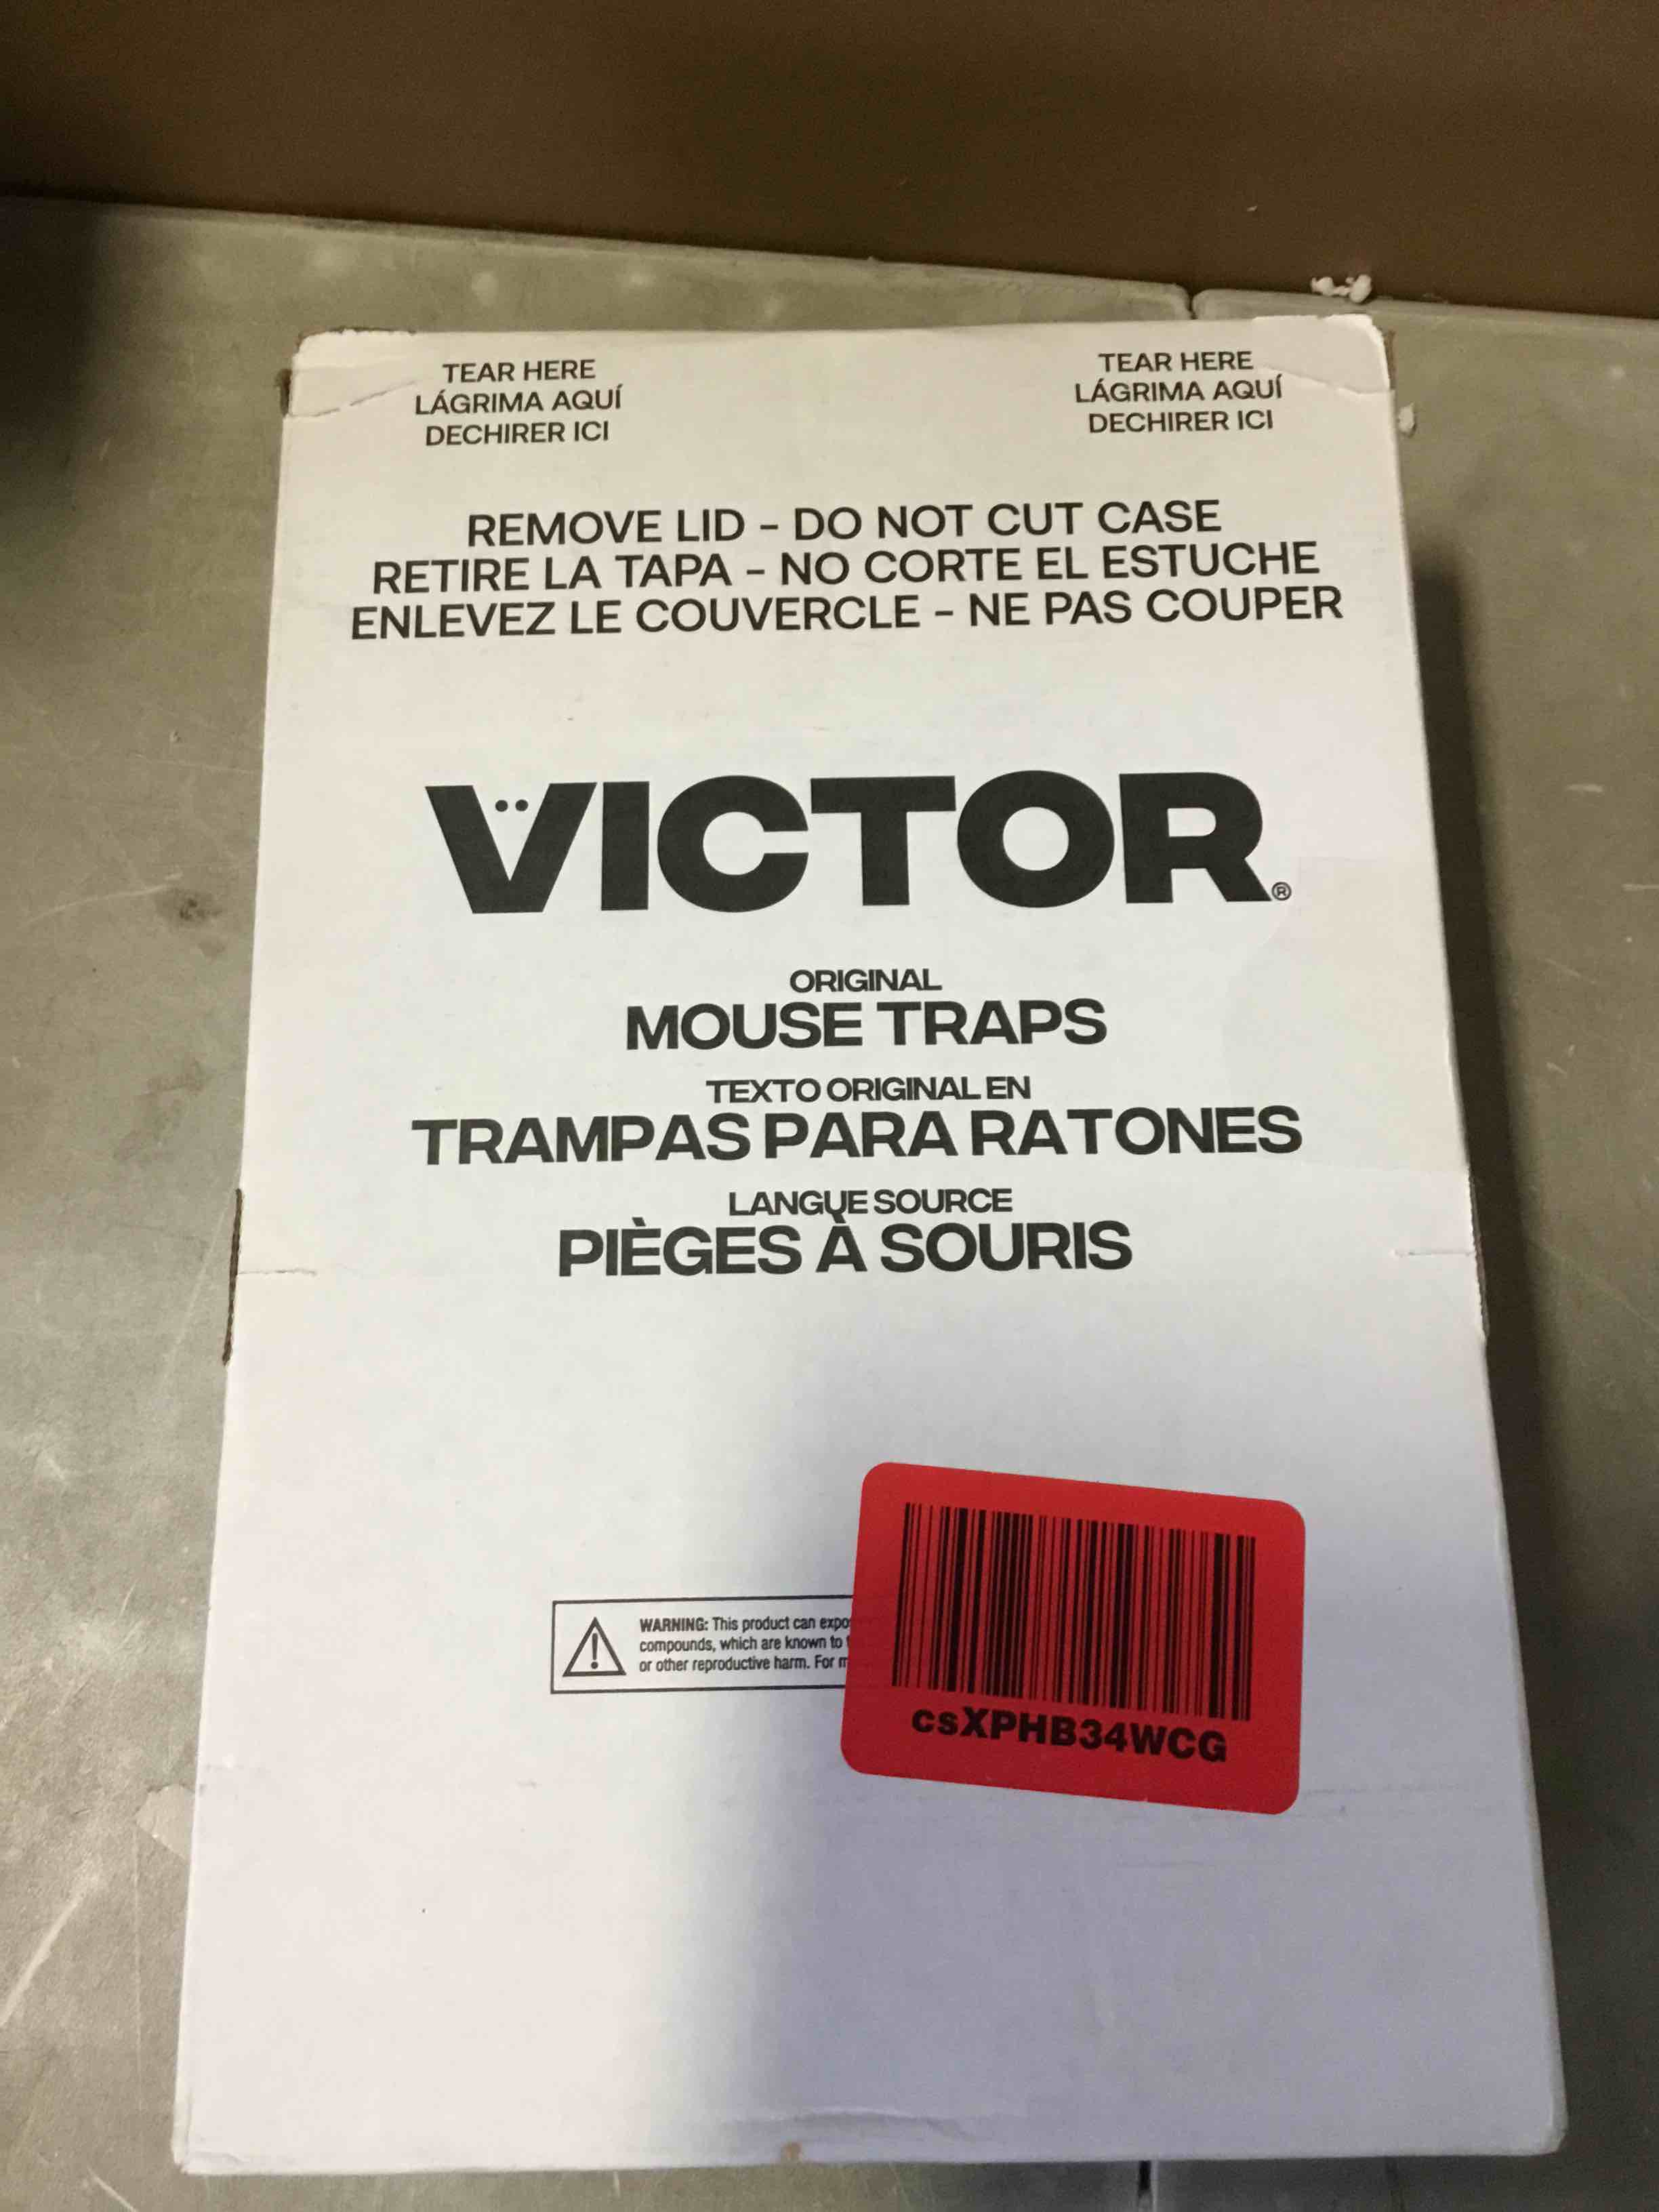 TEAR HERE
LÁGRIMA AQUÍ
DECHIRER ICI
TEAR HERE
LÁGRIMA AQUÍ
DECHIRER ICI
REMOVE LID – DO NOT CUT CASE
RETIRE LA TAPA – NO CORTE EL ESTUCHE
ENLEVEZ LE COUVERCLE – NE PAS COUPER
VICTOR®
ORIGINAL
MOUSE TRAPS
TEXTO ORIGINAL EN
TRAMPAS PARA RATONES
LANGUE SOURCE
PIÈGES À SOURIS
WARNING: This product can
compounds, which are known to
or other reproductive harm. For
csXPHB34WCG